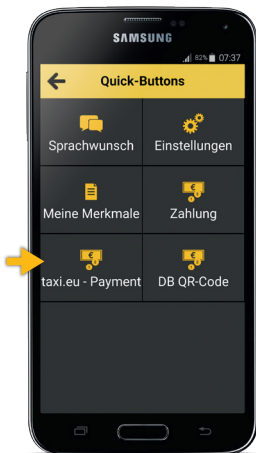 SAMSUNG
82% 07:37
Quick-Buttons
Sprachwunsch
Einstellungen
Meine Merkmale
Zahlung
taxi.eu - Payment
DB QR-Code